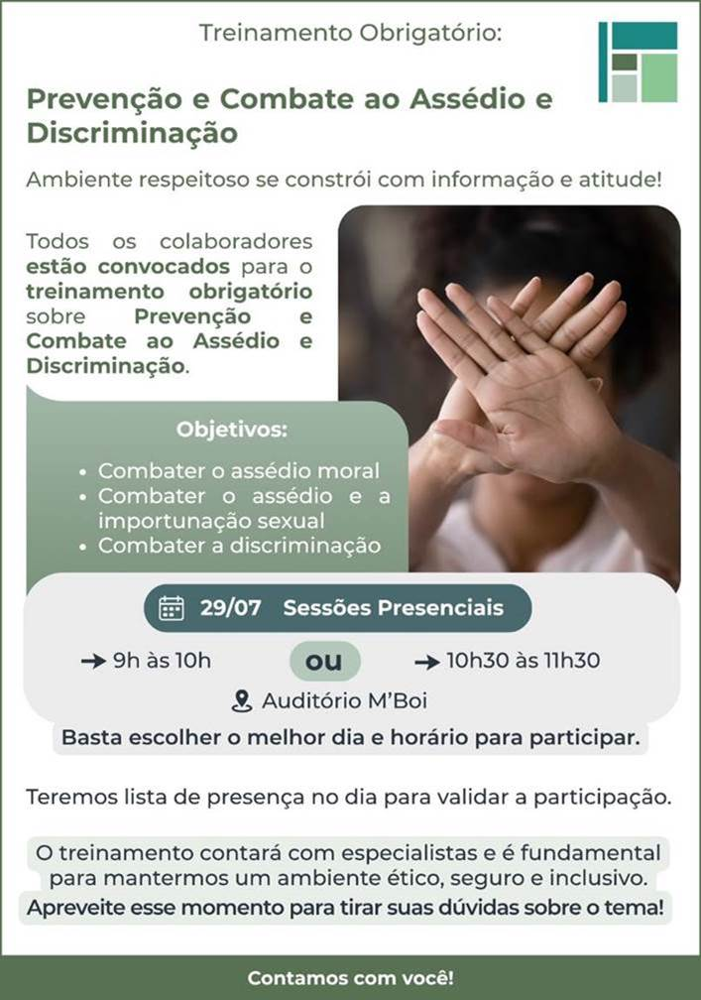 Treinamento Obrigatório:
Prevenção e Combate ao Assédio e
Discriminação
Ambiente respeitoso se constrói com informação e atitude!
Todos os colaboradores
estão convocados para o
treinamento obrigatório
sobre Prevenção e
Combate ao Assédio e
Discriminação.
Objetivos:
• Combater o assédio moral
• Combater o assédio e a
importunação sexual
• Combater a discriminação
29/07 Sessões Presenciais
→ 9h às 10h ou → 10h30 às 11h30
Auditório M'Boi
Basta escolher o melhor dia e horário para participar.
Teremos lista de presença no dia para validar a participação.
O treinamento contará com especialistas e é fundamental
para mantermos um ambiente ético, seguro e inclusivo.
Apreveite esse momento para tirar suas dúvidas sobre o tema!
Contamos com você!